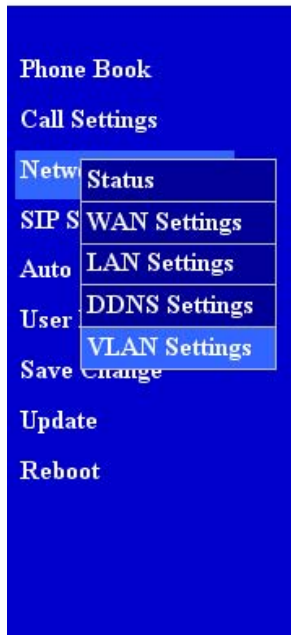 Phone Book
Call Settings
Netw
Status
SIP S
WAN Settings
Auto
LAN Settings
DDNS Settings
User
VLAN Settings
Save Change
Update
Reboot